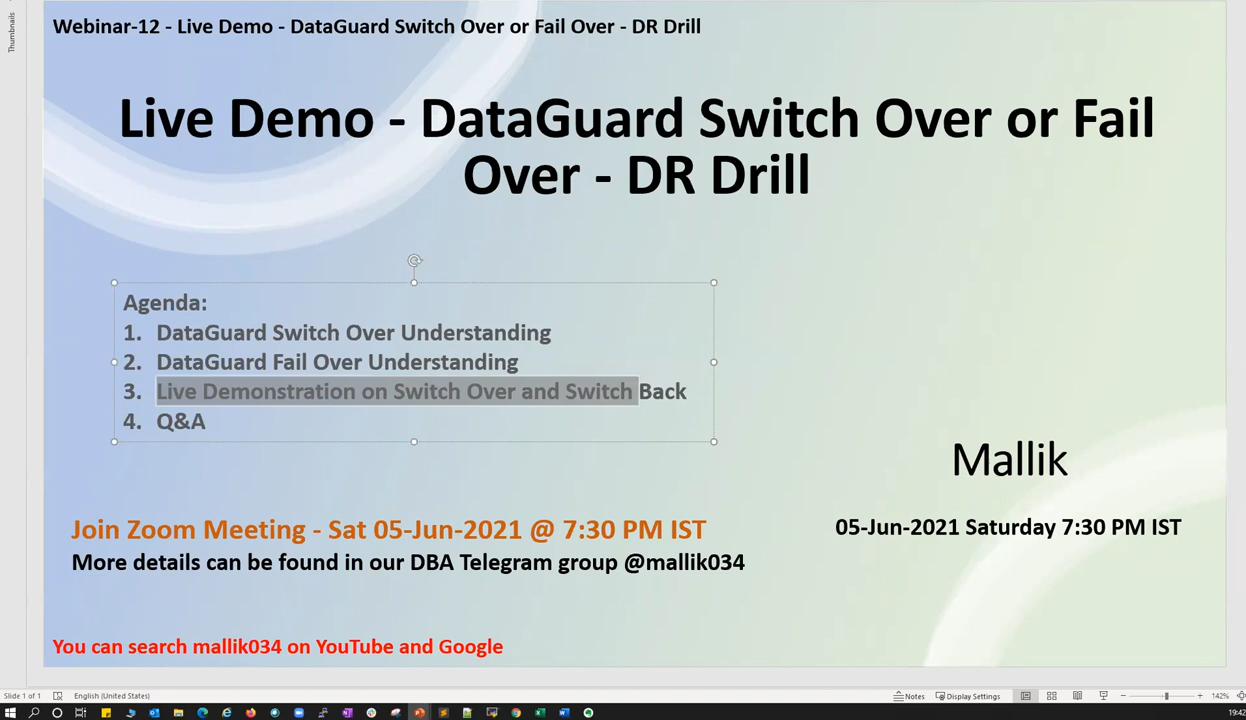 Thumbnails
Webinar-12 - Live Demo - DataGuard Switch Over or Fail Over - DR Drill
Live Demo - DataGuard Switch Over or Fail
Over - DR Drill
Agenda:
1. DataGuard Switch Over Understanding
2. DataGuard Fail Over Understanding
3. Live Demonstration on Switch Over and Switch Back
4. Q&A
Mallik
Join Zoom Meeting - Sat 05-Jun-2021 @ 7:30 PM IST
05-Jun-2021 Saturday 7:30 PM IST
More details can be found in our DBA Telegram group @mallik034
You can search mallik034 on YouTube and Google
Slide 1 of 1 English (United States) Notes Display Settings 142%
19:42